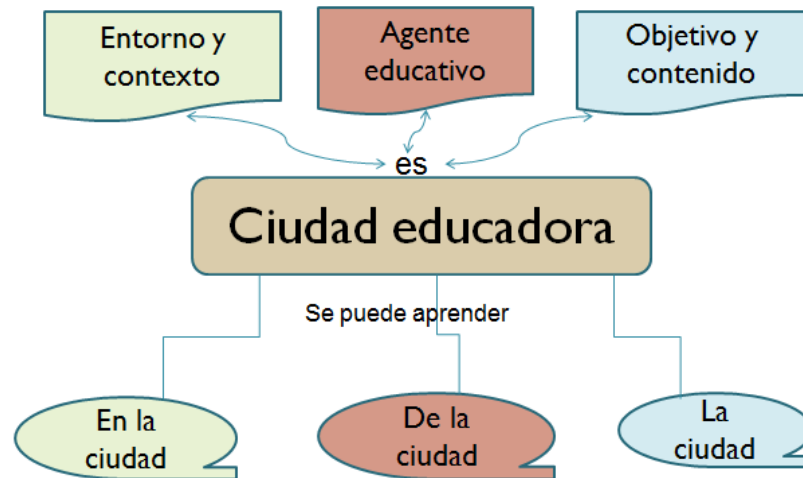 Entorno y
contexto
Agente
educativo
Objetivo y
contenido
es
Ciudad educadora
Se puede aprender
En la
ciudad
De la
ciudad
La
ciudad